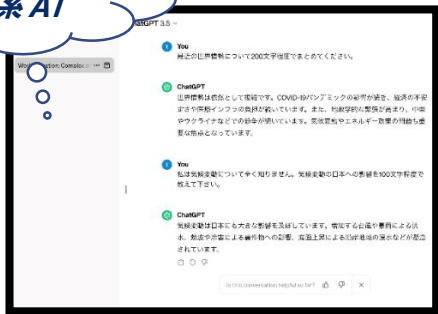 系AI
ChatGPT 3.5
You
最近の世界情勢について200文字程度でまとめてください。
ChatGPT
世界情勢は依然として複雑です。COVID-19パンデミックの影響が続き、経済の不安
定さや医療インフラの負担が続いています。また、地政学的な緊張が高まり、中東
やウクライナなどでの紛争が続いています。気候変動やエネルギー政策の問題も重
要な焦点となっています。
You
私は気候変動について全く知りません。気候変動の日本への影響を100文字程度で
教えて下さい。
ChatGPT
気候変動は日本にも大きな影響を及ぼしています。増加する台風や豪雨による洪
水、熱波や冷害による農作物への影響、海面上昇による沿岸地域の浸水などが懸念
されています。
Is this conversation helpful so far?